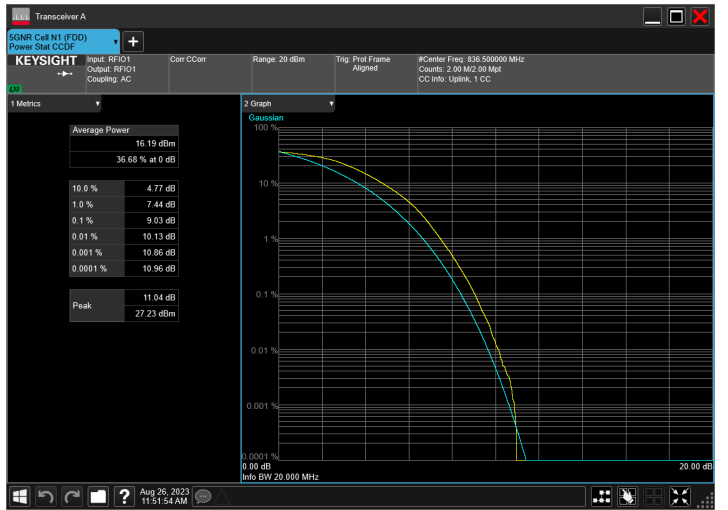 Transceiver A
5GNR Cell N1 (FDD)
Power Stat CCDF
KEYSIGHT
LXI
Input: RFIO1
Output: RFIO1
Coupling: AC
Corr CCorr
Range: 20 dBm
Trig: Prot Frame
Aligned
#Center Freq: 836.500000 MHz
Counts: 2.00 M/2.00 Mpt
CC Info: Uplink, 1 CC
1 Metrics
Average Power
16.19 dBm
36.68 % at 0 dB
10.0 % 4.77 dB
1.0 % 7.44 dB
0.1 % 9.03 dB
0.01 % 10.13 dB
0.001 % 10.86 dB
0.0001 % 10.96 dB
Peak
11.04 dB
27.23 dBm
2 Graph
Gaussian
100 %
10 %
1 %
0.1 %
0.01 %
0.001 %
0.0001 %
0.00 dB 20.00 dB
Info BW 20.000 MHz
?
Aug 26, 2023
11:51:54 AM